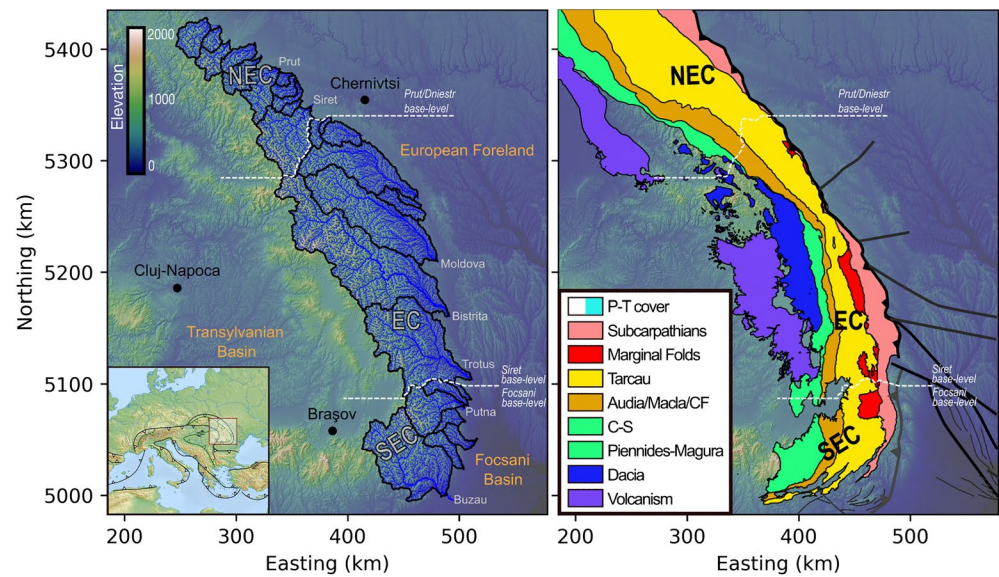 5400
5300
5200
5100
5000
Northing (km)
200
300
400
500
Easting (km)
Elevation
2000
1000
0
NEC
Prut
Siret
Chernivtsi
Prut/Dniestr
base-level
European Foreland
Moldova
Cluj-Napoca
Transylvanian
Basin
EC
Bistrita
Trotus
Siret
base-level
Focsani
base-level
Braşov
Putna
SEC
Focsani
Basin
Buzau
NEC
Prut/Dniestr
base-level
EC
Siret
base-level
Focsani
base-level
SEC
P-T cover
Subcarpathians
Marginal Folds
Tarcau
Audia/Macla/CF
C-S
Piennides-Magura
Dacia
Volcanism
200
300
400
500
Easting (km)